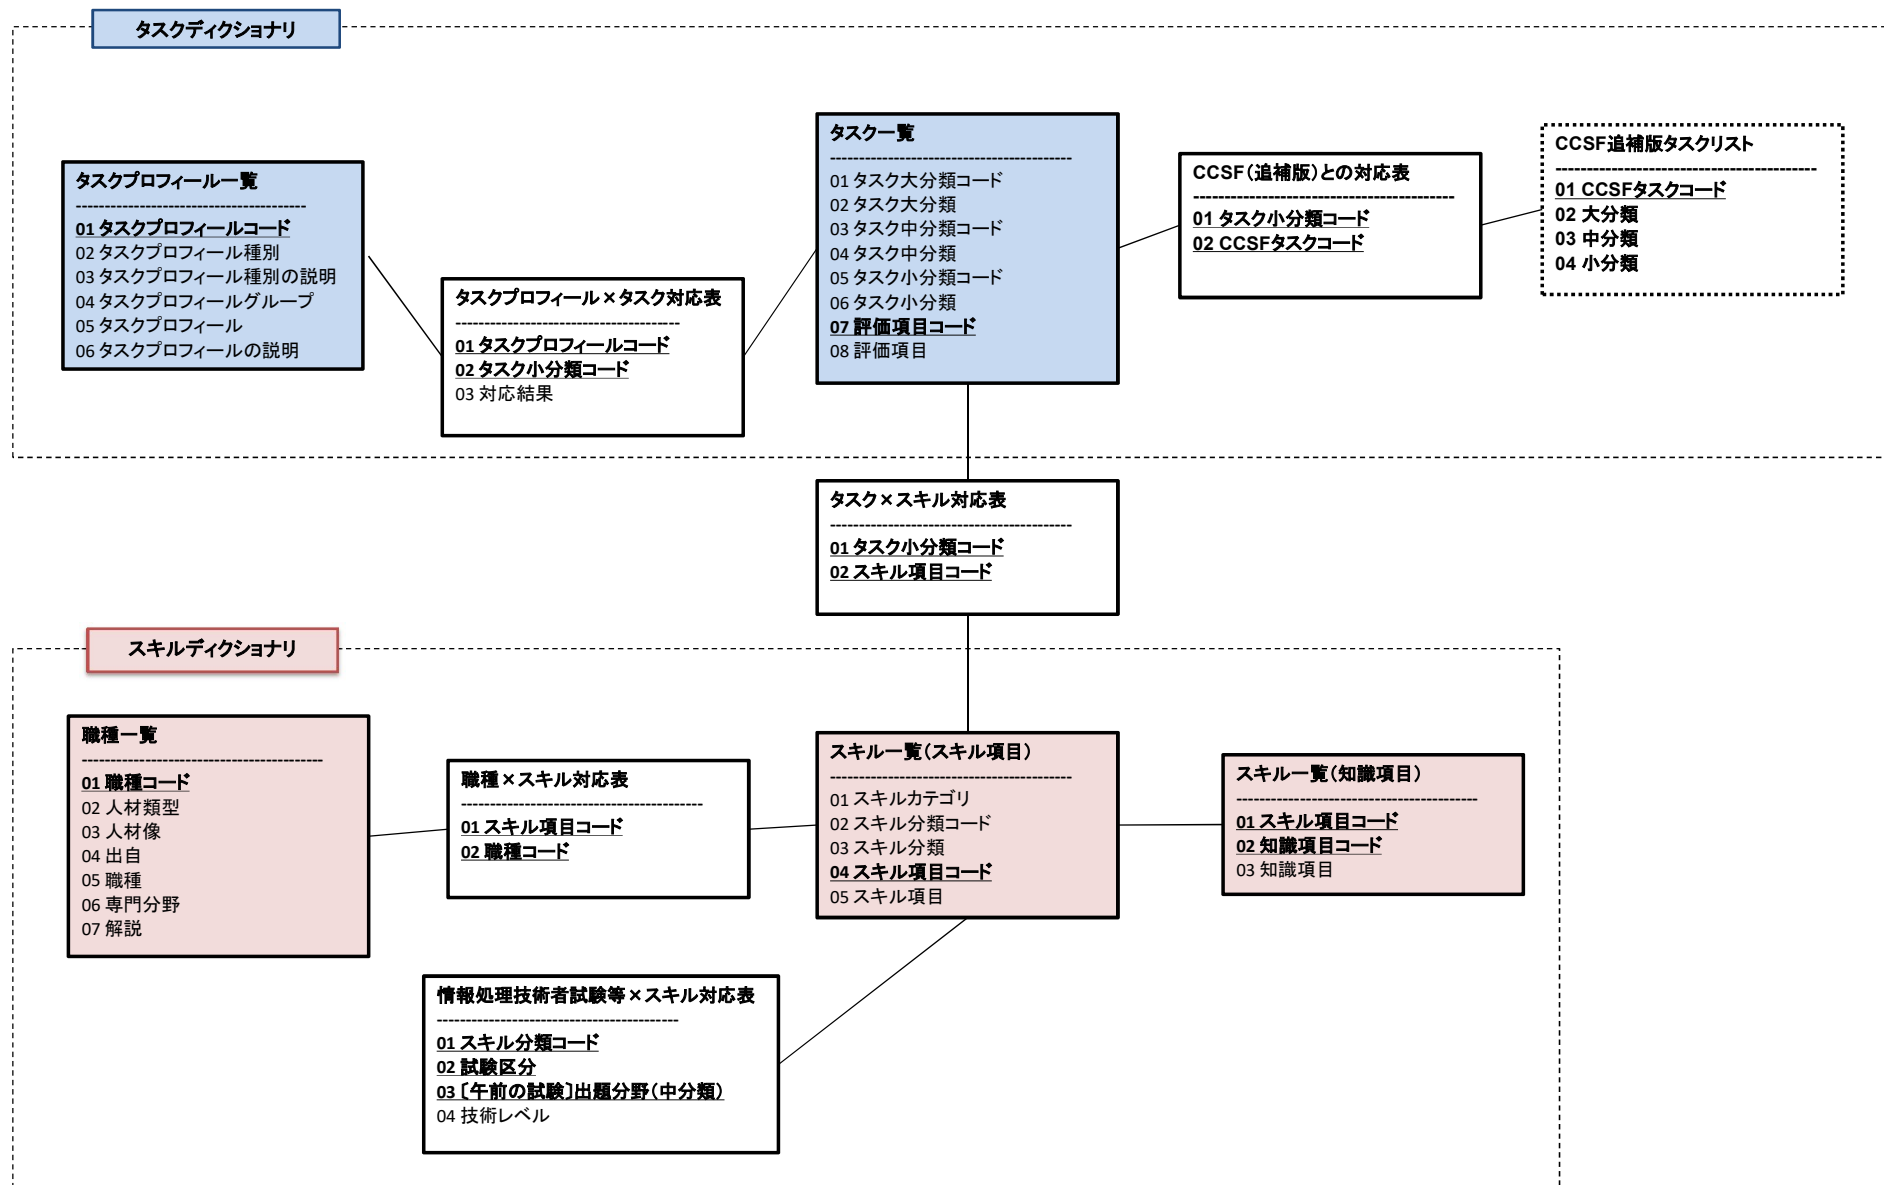 タスクディクショナリ
タスクプロフィール一覧
---------------------------------------
01 タスクプロフィールコード
02 タスクプロフィール種別
03 タスクプロフィール種別の説明
04 タスクプロフィールグループ
05 タスクプロフィール
06 タスクプロフィールの説明
タスクプロフィール×タスク対応表
---------------------------------------
01 タスクプロフィールコード
02 タスク小分類コード
03 対応結果
タスク一覧
-----------------------------------------
01 タスク大分類コード
02 タスク大分類
03 タスク中分類コード
04 タスク中分類
05 タスク小分類コード
06 タスク小分類
07 評価項目コード
08 評価項目
CCSF(追補版)との対応表
---------------------------------------------
01 タスク小分類コード
02 CCSFタスクコード
CCSF追補版タスクリスト
---------------------------------------------
01 CCSFタスクコード
02 大分類
03 中分類
04 小分類
タスク×スキル対応表
-----------------------------------------
01 タスク小分類コード
02 スキル項目コード
スキルディクショナリ
職種一覧
-----------------------------------------
01 職種コード
02 人材類型
03 人材像
04 出自
05 職種
06 専門分野
07 解説
職種×スキル対応表
-----------------------------------------
01 スキル項目コード
02 職種コード
スキル一覧(スキル項目)
-----------------------------------------
01 スキルカテゴリ
02 スキル分類コード
03 スキル分類
04 スキル項目コード
05 スキル項目
スキル一覧(知識項目)
-----------------------------------------
01 スキル項目コード
02 知識項目コード
03 知識項目
情報処理技術者試験等×スキル対応表
-----------------------------------------
01 スキル分類コード
02 試験区分
03 〔午前の試験〕出題分野(中分類)
04 技術レベル